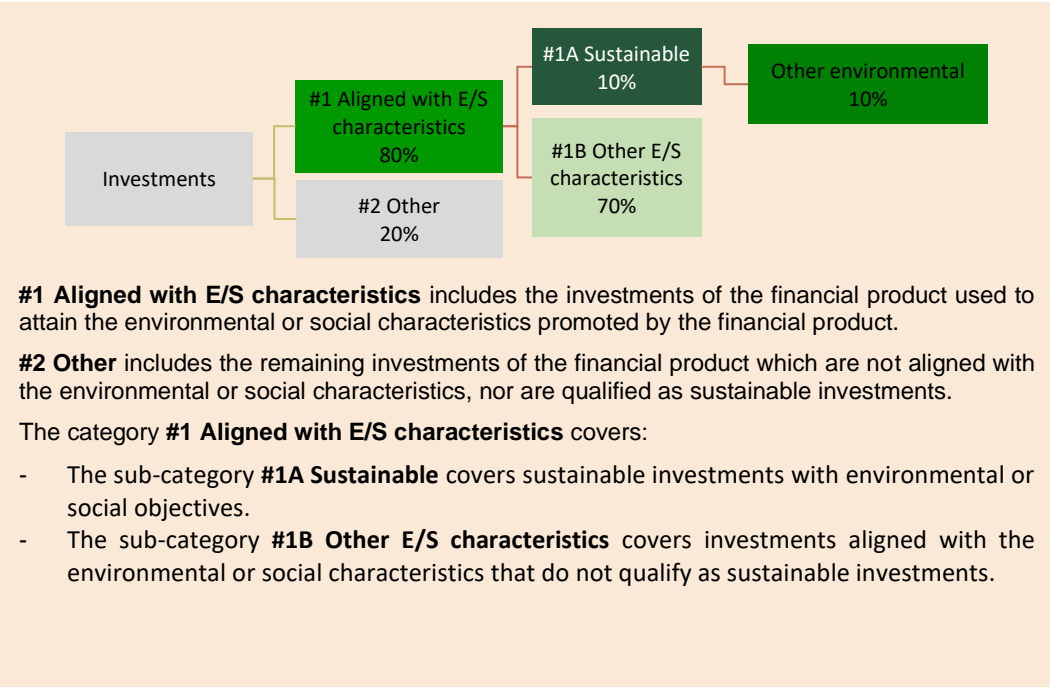 #1A Sustainable
10%
Other environmental
10%
#1 Aligned with E/S
characteristics
80%
Investments
#1B Other E/S
characteristics
70%
#2 Other
20%
#1 Aligned with E/S characteristics includes the investments of the financial product used to
attain the environmental or social characteristics promoted by the financial product.
#2 Other includes the remaining investments of the financial product which are not aligned with
the environmental or social characteristics, nor are qualified as sustainable investments.
The category #1 Aligned with E/S characteristics covers:
- The sub-category #1A Sustainable covers sustainable investments with environmental or
social objectives.
- The sub-category #1B Other E/S characteristics covers investments aligned with the
environmental or social characteristics that do not qualify as sustainable investments.